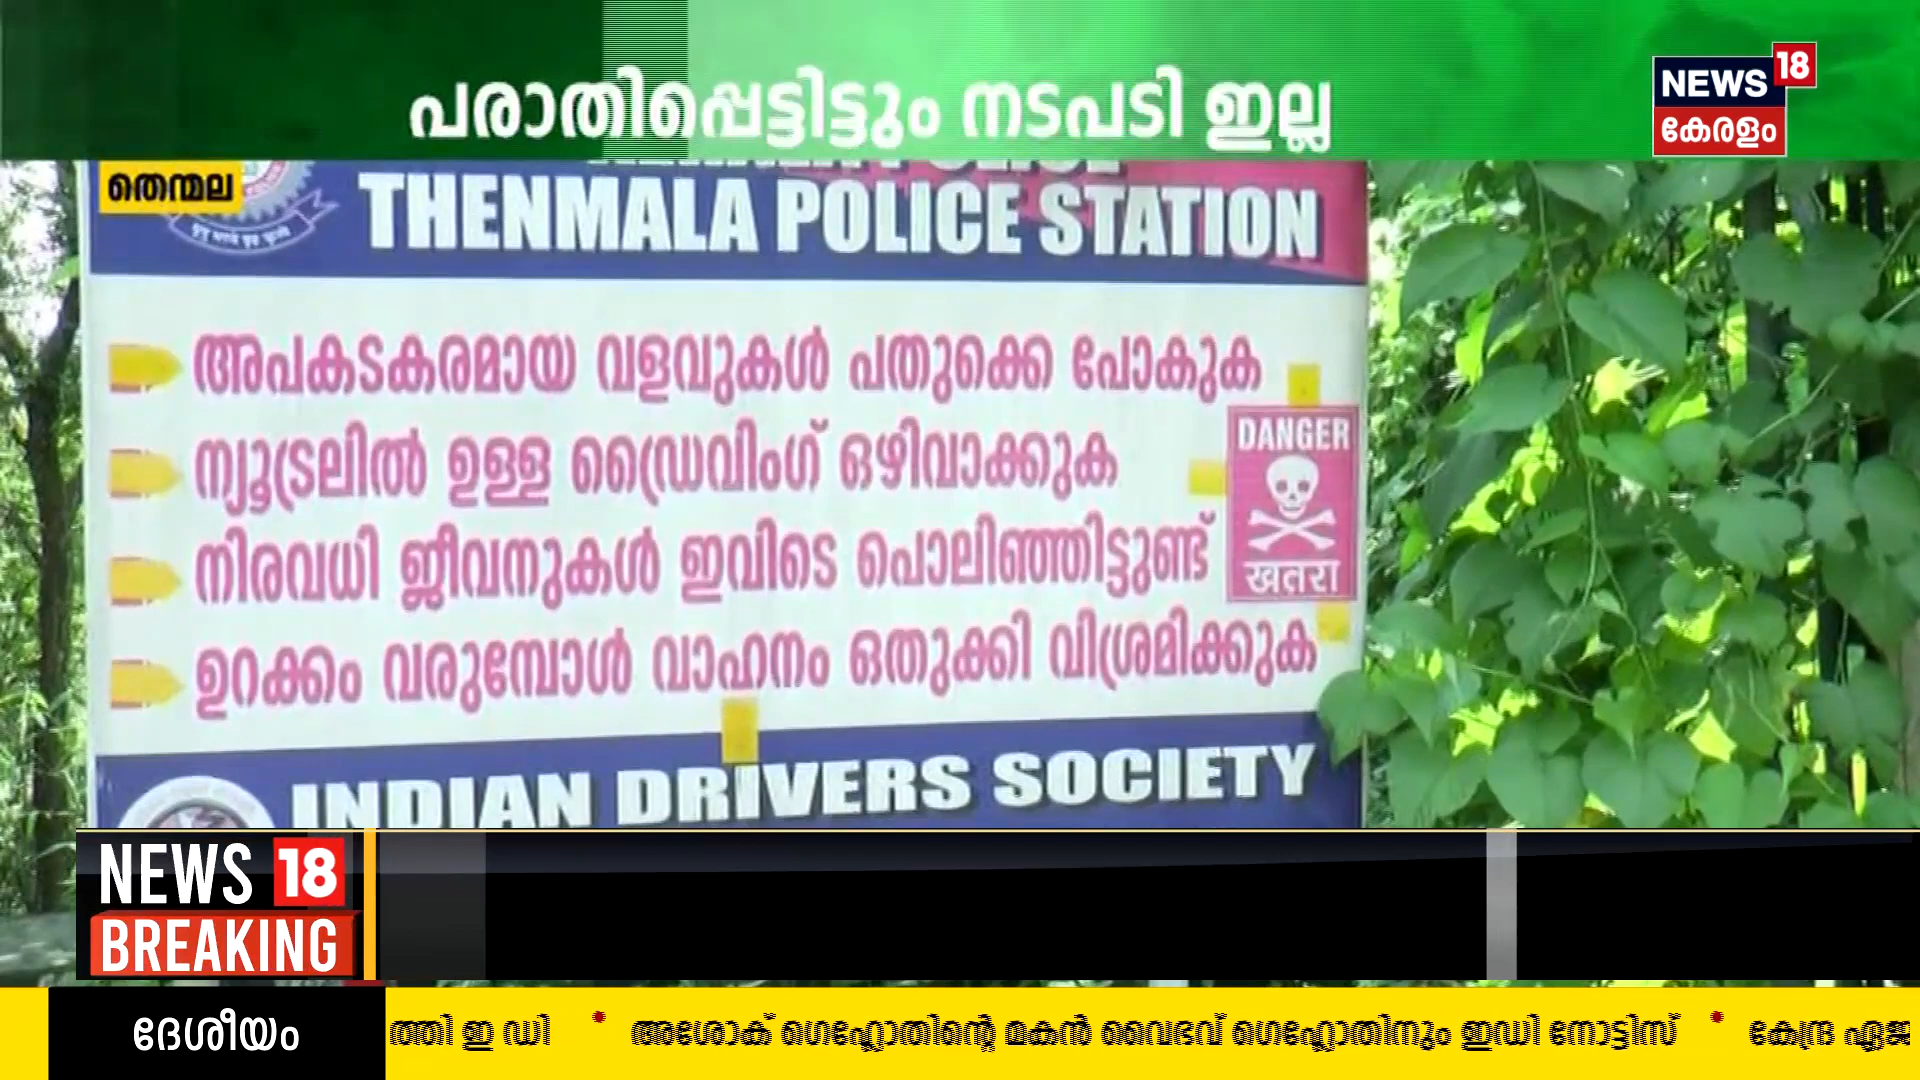 പരാതിപ്പെട്ടിട്ടും നടപടി ഇല്ല
NEWS 18
കേരളം
തെന്മല
THENMALA POLICE STATION
അപകടകരമായ വളവുകൾ പതുക്കെ പോകുക
ന്യൂട്രലിൽ ഉള്ള ഡ്രൈവിംഗ് ഒഴിവാക്കുക
നിരവധി ജീവനുകൾ ഇവിടെ പൊലിഞ്ഞിട്ടുണ്ട്
ഉറക്കം വരുമ്പോൾ വാഹനം ഒതുക്കി വിശ്രമിക്കുക
DANGER
खतरा
INDIAN DRIVERS SOCIETY
NEWS 18
BREAKING
ദേശീയം
ത്തി ഇ ഡി * അശോക് ഗെഹ്ലോതിന്റെ മകൻ വൈഭവ് ഗെഹ്ലോതിനും ഇഡി നോട്ടിസ് * കേന്ദ്ര